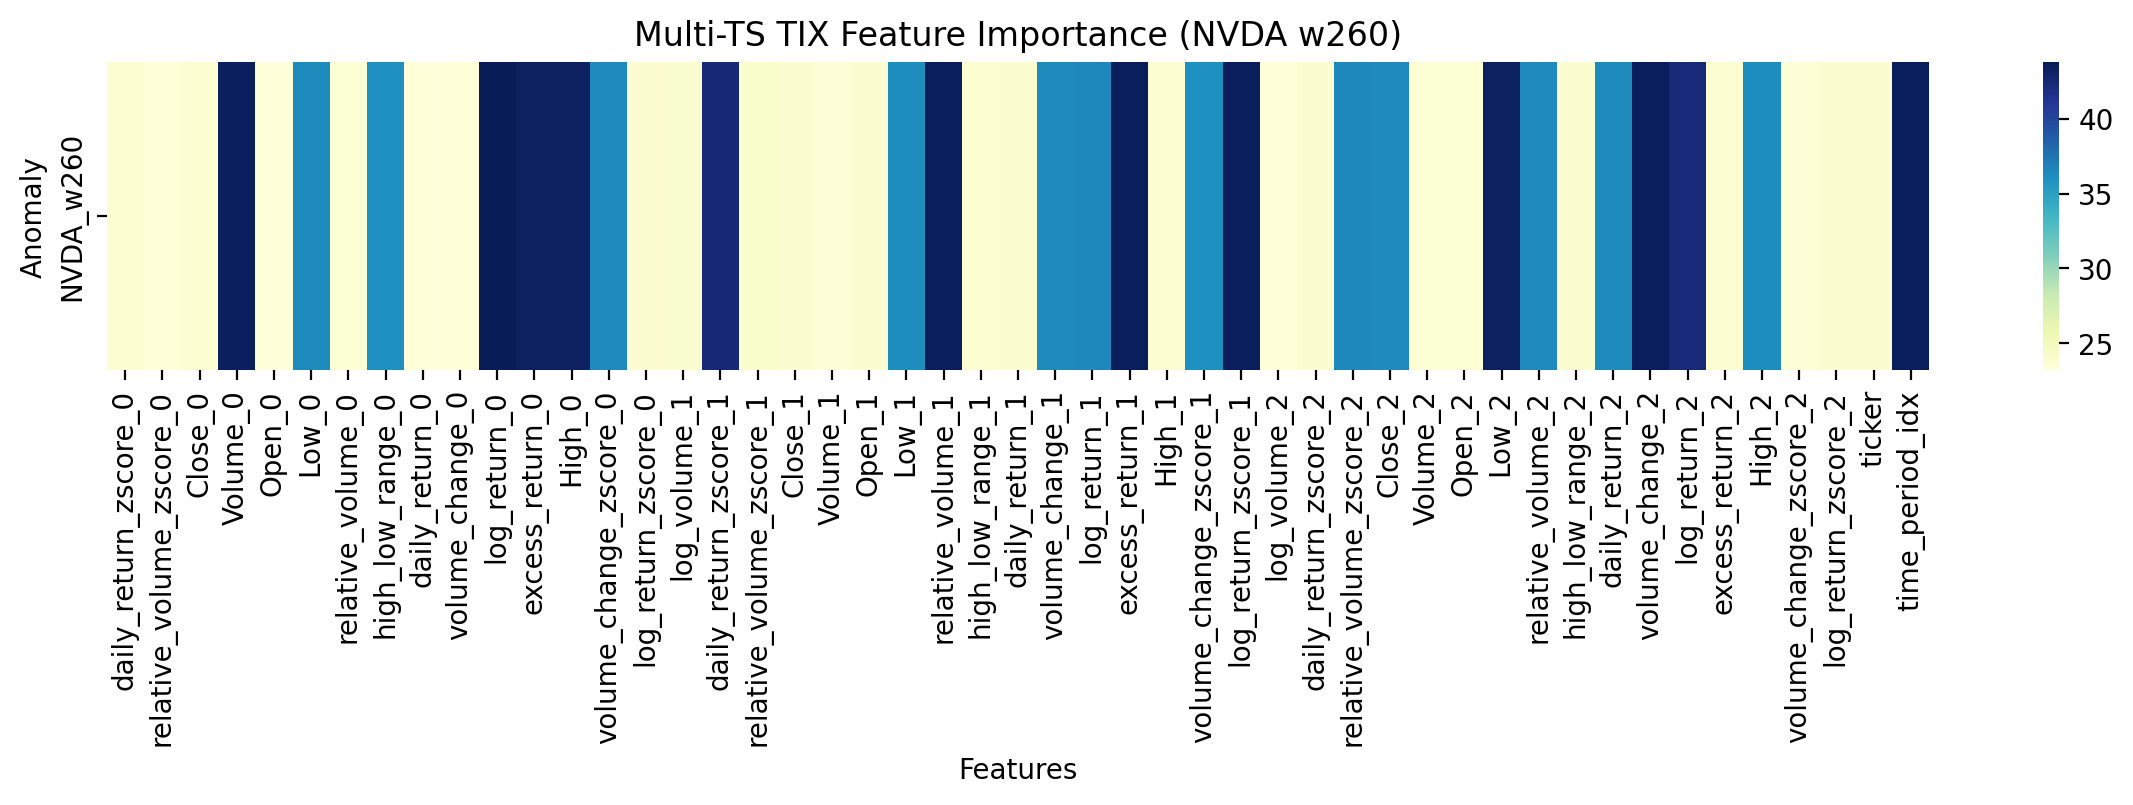 Multi-TS TIX Feature Importance (NVDA w260)
Anomaly
NVDA_w260
40
35
30
25
daily_return_zscore_0
relative_volume_zscore_0
Close_0
Volume_0
Open_0
Low_0
relative_volume_0
high_low_range_0
daily_return_0
volume_change_0
log_return_0
excess_return_0
High_0
volume_change_zscore_0
log_return_zscore_0
log_volume_1
daily_return_zscore_1
relative_volume_zscore_1
Close_1
Volume_1
Open_1
Low_1
relative_volume_1
high_low_range_1
daily_return_1
volume_change_1
log_return_1
excess_return_1
High_1
volume_change_zscore_1
log_return_zscore_1
log_volume_2
daily_return_zscore_2
relative_volume_zscore_2
Close_2
Volume_2
Open_2
Low_2
relative_volume_2
high_low_range_2
daily_return_2
volume_change_2
log_return_2
excess_return_2
High_2
volume_change_zscore_2
log_return_zscore_2
ticker
time_period_idx
Features